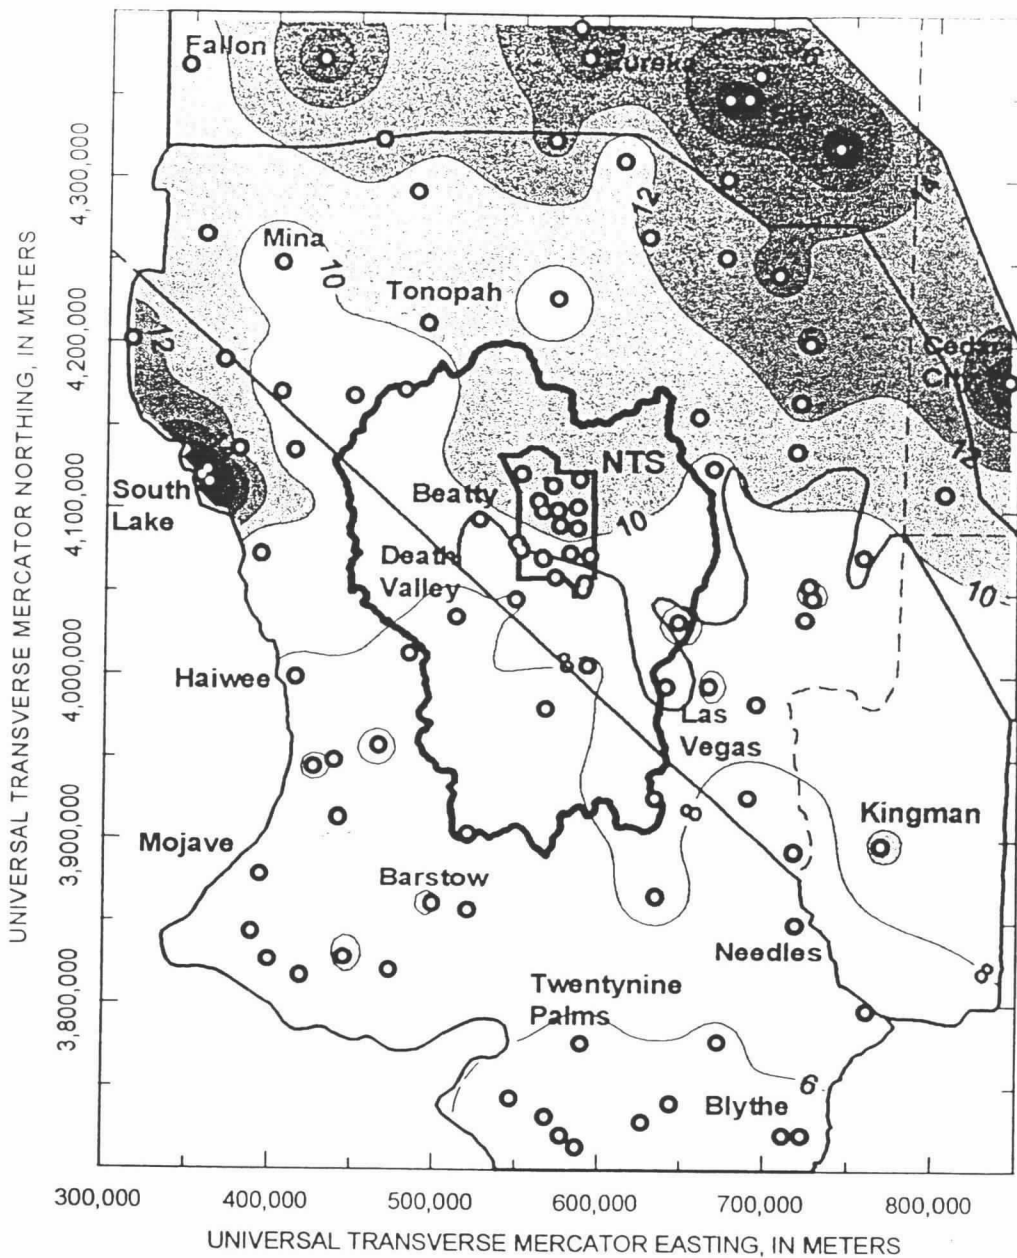 Fallon
Eureka
16
14
12
Mina
10
Tonopah
12
Cedar
City
12
NTS
South
Lake
Beatty
10
Death
Valley
10
8
Haiwee
Las
Vegas
8
Kingman
Mojave
Barstow
Needles
8
Twentynine
Palms
6
Blythe
4,300,000
4,200,000
4,100,000
4,000,000
3,900,000
3,800,000
UNIVERSAL TRANSVERSE MERCATOR NORTHING, IN METERS
300,000 400,000 500,000 600,000 700,000 800,000
UNIVERSAL TRANSVERSE MERCATOR EASTING, IN METERS